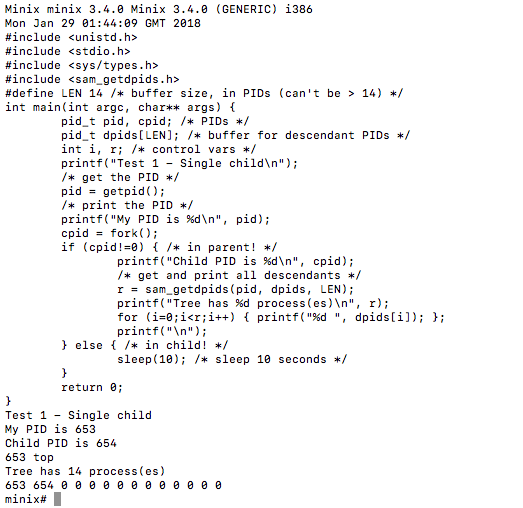 Minix minix 3.4.0 Minix 3.4.0 (GENERIC) i386
Mon Jan 29 01:44:09 GMT 2018
#include <unistd.h>
#include <stdio.h>
#include <sys/types.h>
#include <sam_getdpids.h>
#define LEN 14 /* buffer size, in PIDs (can't be > 14) */
int main(int argc, char** args) {
        pid_t pid, cpid; /* PIDs */
        pid_t dpids[LEN]; /* buffer for descendant PIDs */
        int i, r; /* control vars */
        printf("Test 1 – Single child\n");
        /* get the PID */
        pid = getpid();
        /* print the PID */
        printf("My PID is %d\n", pid);
        cpid = fork();
        if (cpid!=0) { /* in parent! */
                printf("Child PID is %d\n", cpid);
                /* get and print all descendants */
                r = sam_getdpids(pid, dpids, LEN);
                printf("Tree has %d process(es)\n", r);
                for (i=0;i<r;i++) { printf("%d ", dpids[i]); };
                printf("\n");
        } else { /* in child! */
                sleep(10); /* sleep 10 seconds */
        }
        return 0;
}
Test 1 – Single child
My PID is 653
Child PID is 654
653 top
Tree has 14 process(es)
653 654 0 0 0 0 0 0 0 0 0 0 0 0
minix#